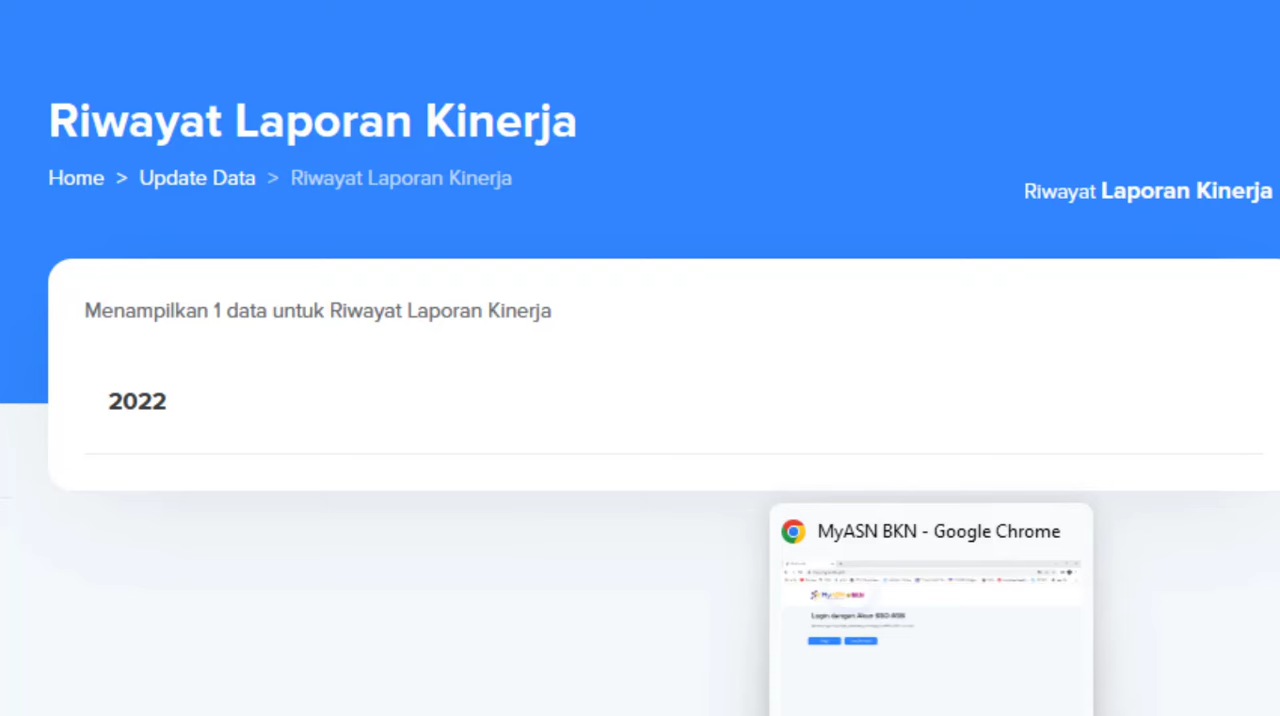 Riwayat Laporan Kinerja
Home > Update Data > Riwayat Laporan Kinerja
Riwayat Laporan Kinerja
Menampilkan 1 data untuk Riwayat Laporan Kinerja
2022
MyASN BKN - Google Chrome
Login dengan Akun SSO ASN